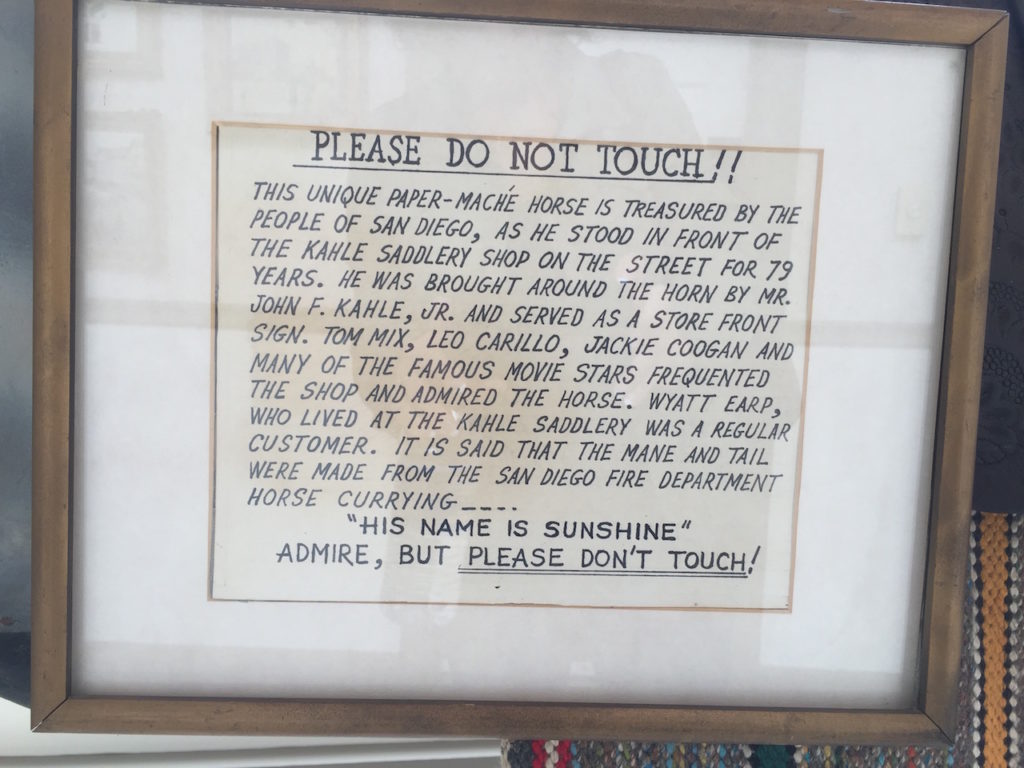 PLEASE DO NOT TOUCH!!
THIS UNIQUE PAPER-MACHÉ HORSE IS TREASURED BY THE
PEOPLE OF SAN DIEGO, AS HE STOOD IN FRONT OF
THE KAHLE SADDLERY SHOP ON THE STREET FOR 79
YEARS. HE WAS BROUGHT AROUND THE HORN BY MR.
JOHN F. KAHLE, JR. AND SERVED AS A STORE FRONT
SIGN. TOM MIX, LEO CARILLO, JACKIE COOGAN AND
MANY OF THE FAMOUS MOVIE STARS FREQUENTED
THE SHOP AND ADMIRED THE HORSE. WYATT EARP,
WHO LIVED AT THE KAHLE SADDLERY WAS A REGULAR
CUSTOMER. IT IS SAID THAT THE MANE AND TAIL
WERE MADE FROM THE SAN DIEGO FIRE DEPARTMENT
HORSE CURRYING____.
"HIS NAME IS SUNSHINE"
ADMIRE, BUT PLEASE DON'T TOUCH!